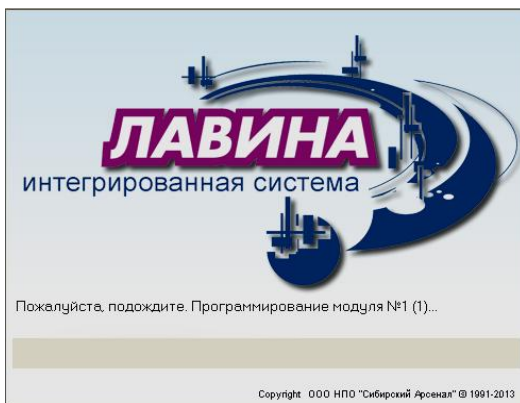 ЛАВИНА
интегрированная система
Пожалуйста, подождите. Программирование модуля №1 (1)...
Copyright ООО НПО "Сибирский Арсенал" © 1991-2013